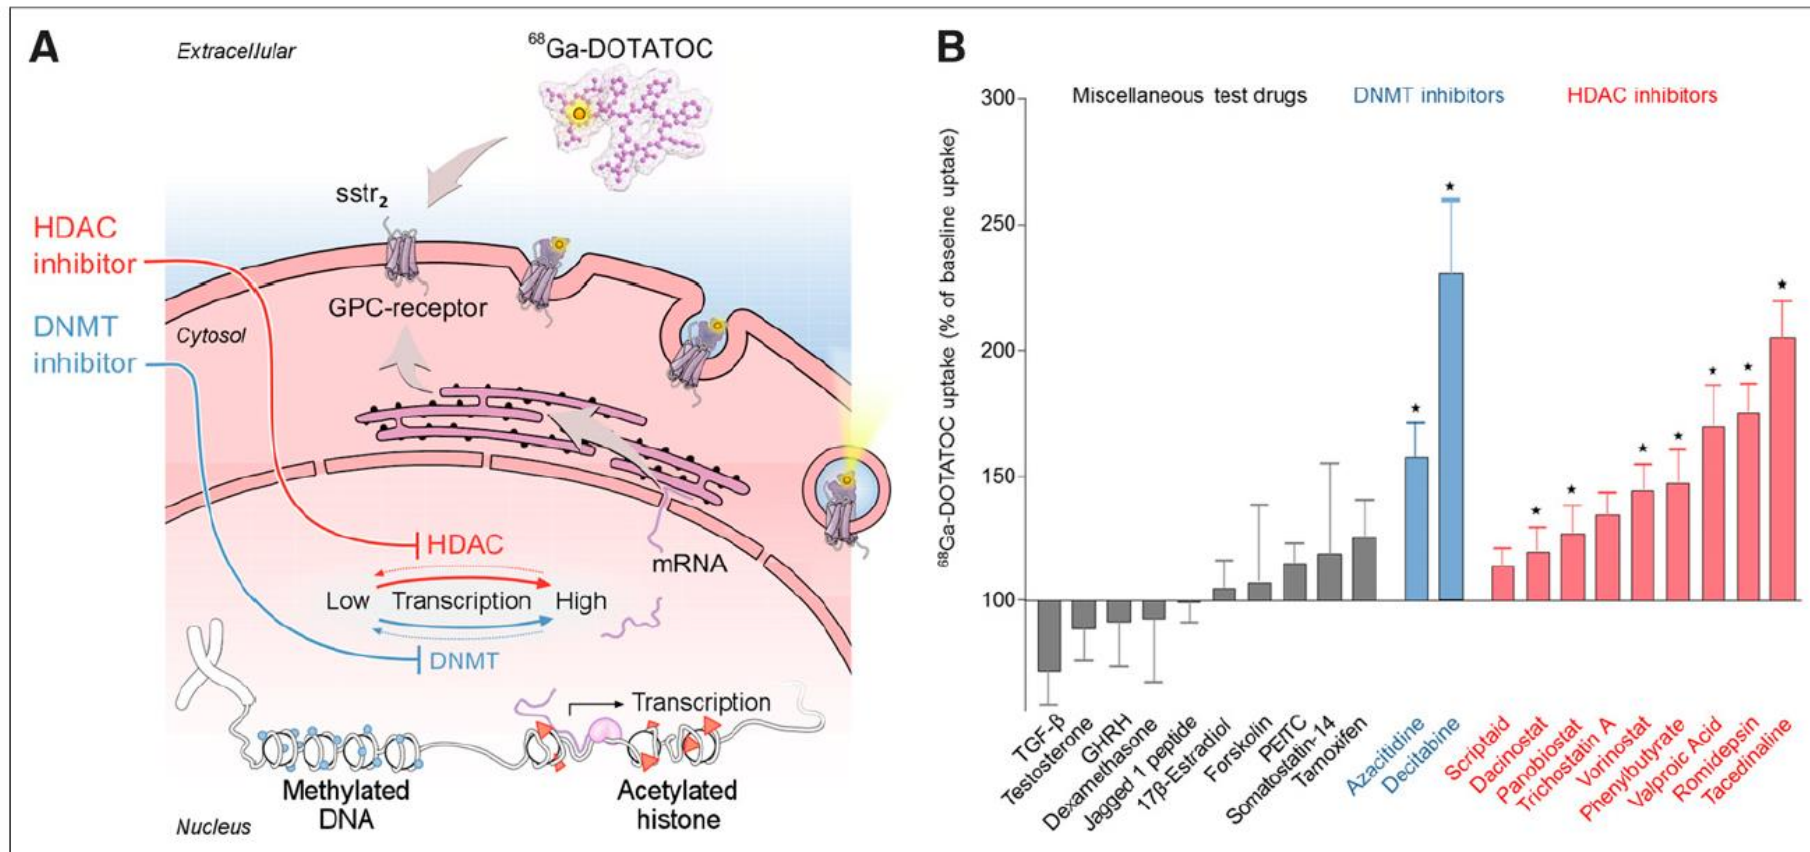 A
Extracellular
⁶⁸Ga-DOTATOC
sstr₂
HDAC
inhibitor
GPC-receptor
DNMT
inhibitor
Cytosol
HDAC
mRNA
Low Transcription High
DNMT
Transcription
Methylated
DNA
Acetylated
histone
Nucleus
B
Miscellaneous test drugs
DNMT inhibitors
HDAC inhibitors
⁶⁸Ga-DOTATOC uptake (% of baseline uptake)
300
250
200
150
100
TGF-β
Testosterone
GHRH
Dexamethasone
Jagged 1 peptide
17β-Estradiol
Forskolin
PEITC
Somatostatin-14
Tamoxifen
Azacitidine
Decitabine
Scriptaid
Dacinostat
Panobiostat
Trichostatin A
Vorinostat
Phenylbutyrate
Valproic Acid
Romidepsin
Tacedinaline